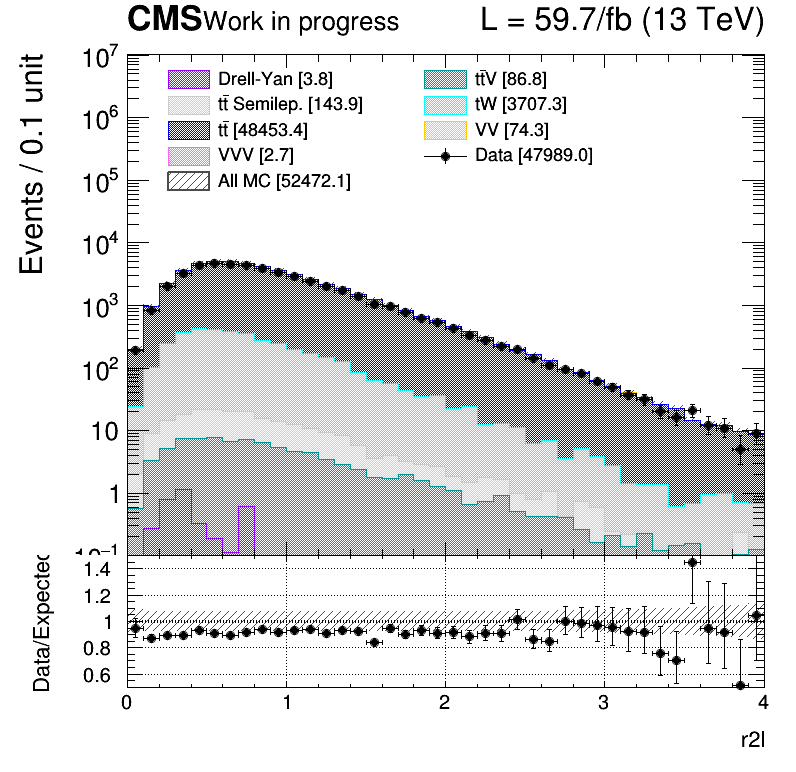 CMS Work in progress L = 59.7/fb (13 TeV)
Events / 0.1 unit
10⁷
10⁶
10⁵
10⁴
10³
10²
10
1
10⁻¹
Drell-Yan [3.8]
tt̄ Semilep. [143.9]
tt̄ [48453.4]
VVV [2.7]
All MC [52472.1]
tt̄V [86.8]
tW [3707.3]
VV [74.3]
Data [47989.0]
Data/Expected
1.4
1.2
1
0.8
0.6
0 1 2 3 4
r2l